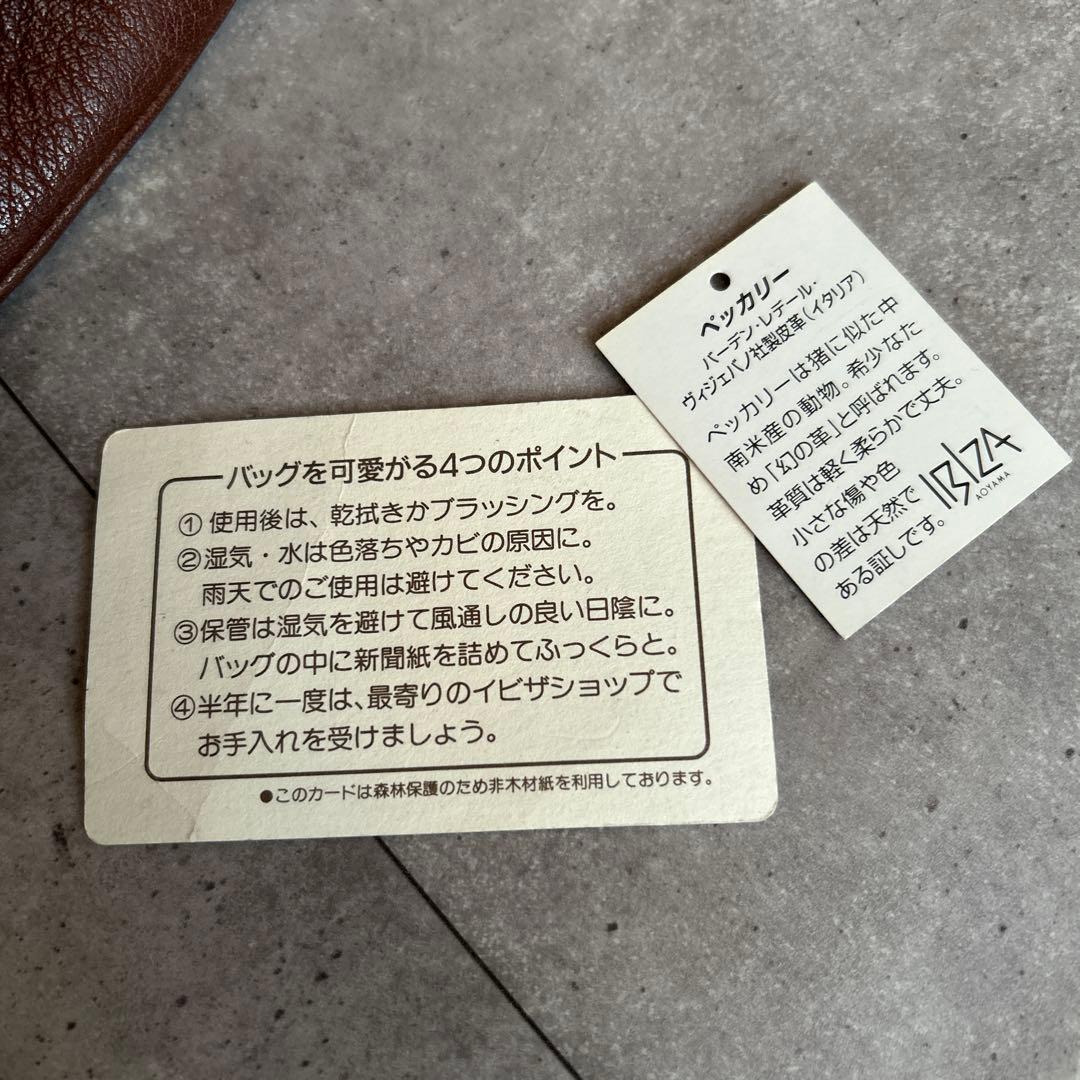 バッグを可愛がる4つのポイント
① 使用後は、乾拭きかブラッシングを。
②湿気・水は色落ちやカビの原因に。
雨天でのご使用は避けてください。
③保管は湿気を避けて風通しの良い日陰に。
バッグの中に新聞紙を詰めてふっくらと。
④半年に一度は、最寄りのイビザショップで
お手入れを受けましょう。
●このカードは森林保護のため非木材紙を利用しております。
ペッカリー
バーデン・レデール・
ヴィジェバノ社製皮革(イタリア)
ペッカリーは猪に似た中
南米産の動物。希少なた
め「幻の革」と呼ばれます。
革質は軽く柔らかで丈夫。
小さな傷や色
の差は天然で
ある証しです。
IBIZA
AOYAMA